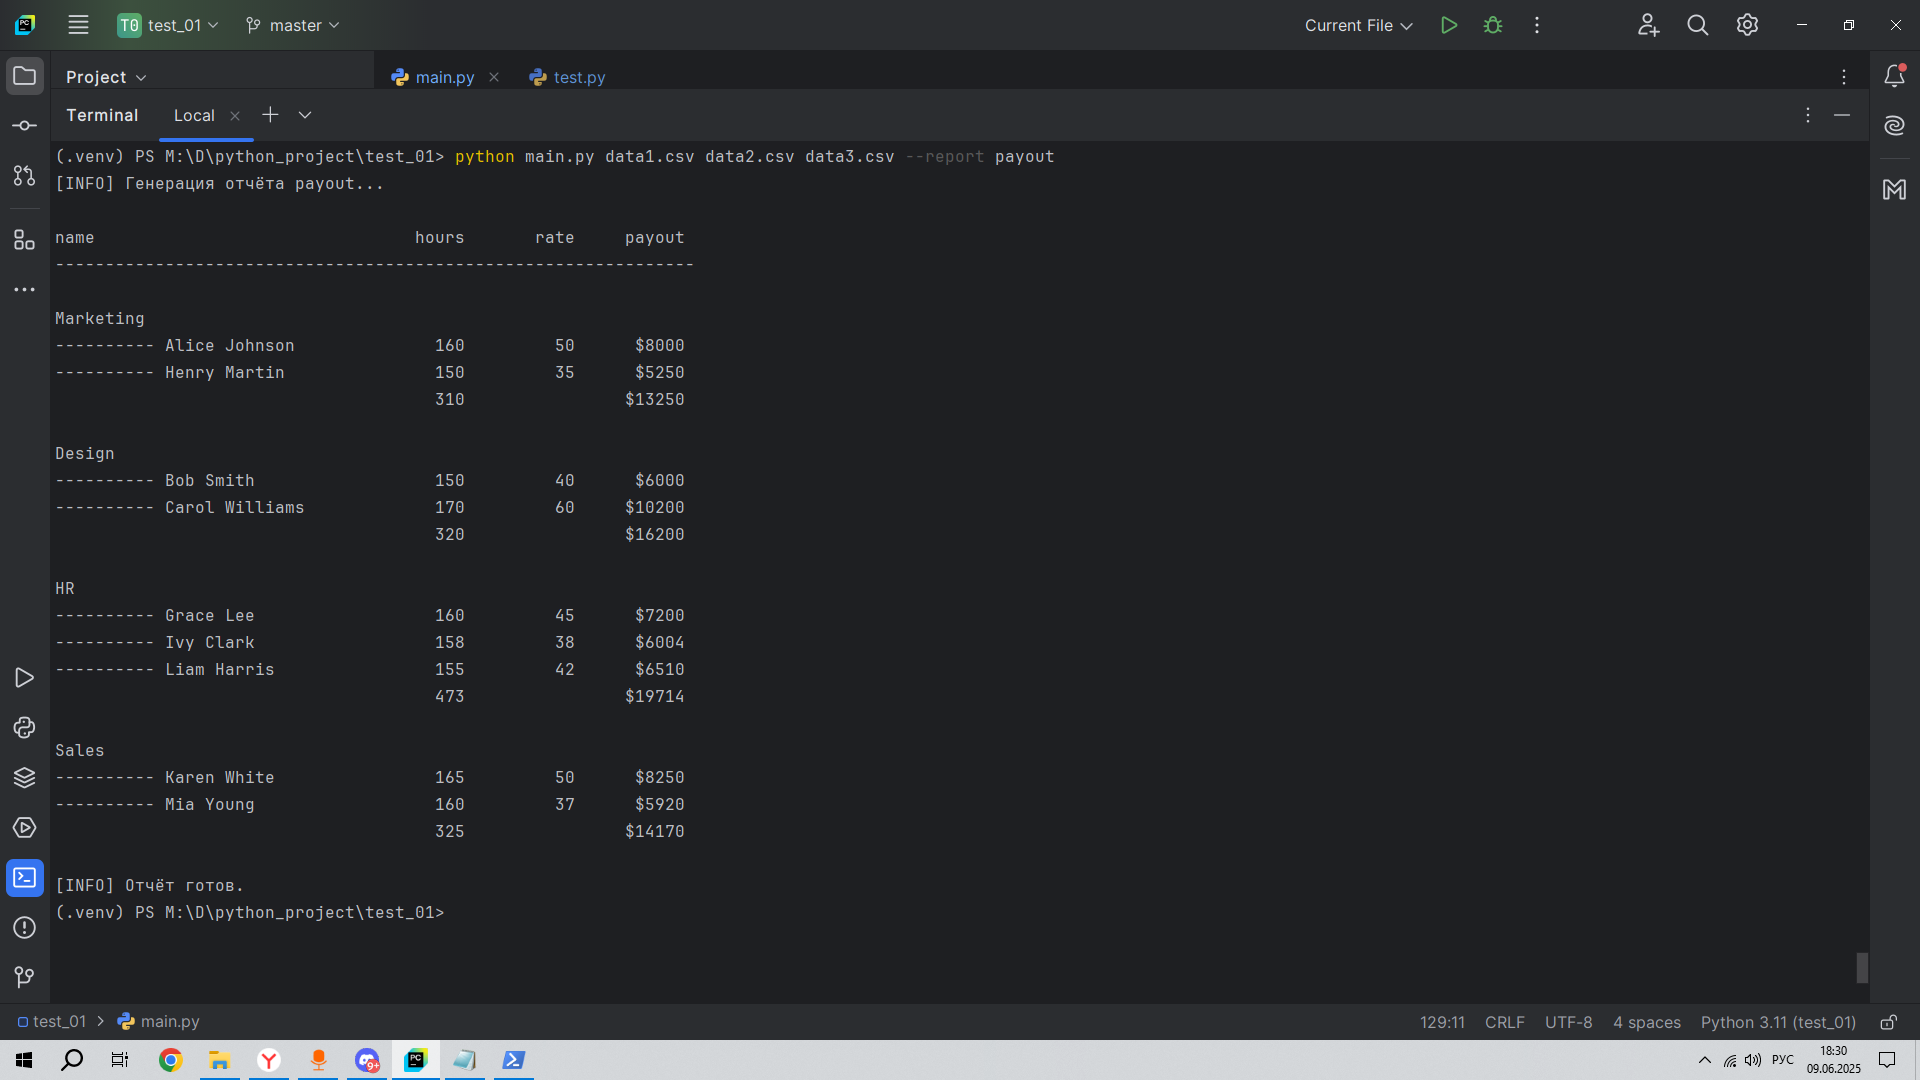 PC T0 test_01 master Current File
Project main.py test.py
Terminal Local
(.venv) PS M:\D\python_project\test_01> python main.py data1.csv data2.csv data3.csv --report payout
[INFO] Генерация отчёта payout...
name hours rate payout
----------------------------------------------------------------
Marketing
---------- Alice Johnson 160 50 $8000
---------- Henry Martin 150 35 $5250
310 $13250
Design
---------- Bob Smith 150 40 $6000
---------- Carol Williams 170 60 $10200
320 $16200
HR
---------- Grace Lee 160 45 $7200
---------- Ivy Clark 158 38 $6004
---------- Liam Harris 155 42 $6510
473 $19714
Sales
---------- Karen White 165 50 $8250
---------- Mia Young 160 37 $5920
325 $14170
[INFO] Отчёт готов.
(.venv) PS M:\D\python_project\test_01>
test_01 > main.py 129:11 CRLF UTF-8 4 spaces Python 3.11 (test_01)
9+ PC РУС 18:30
09.06.2025